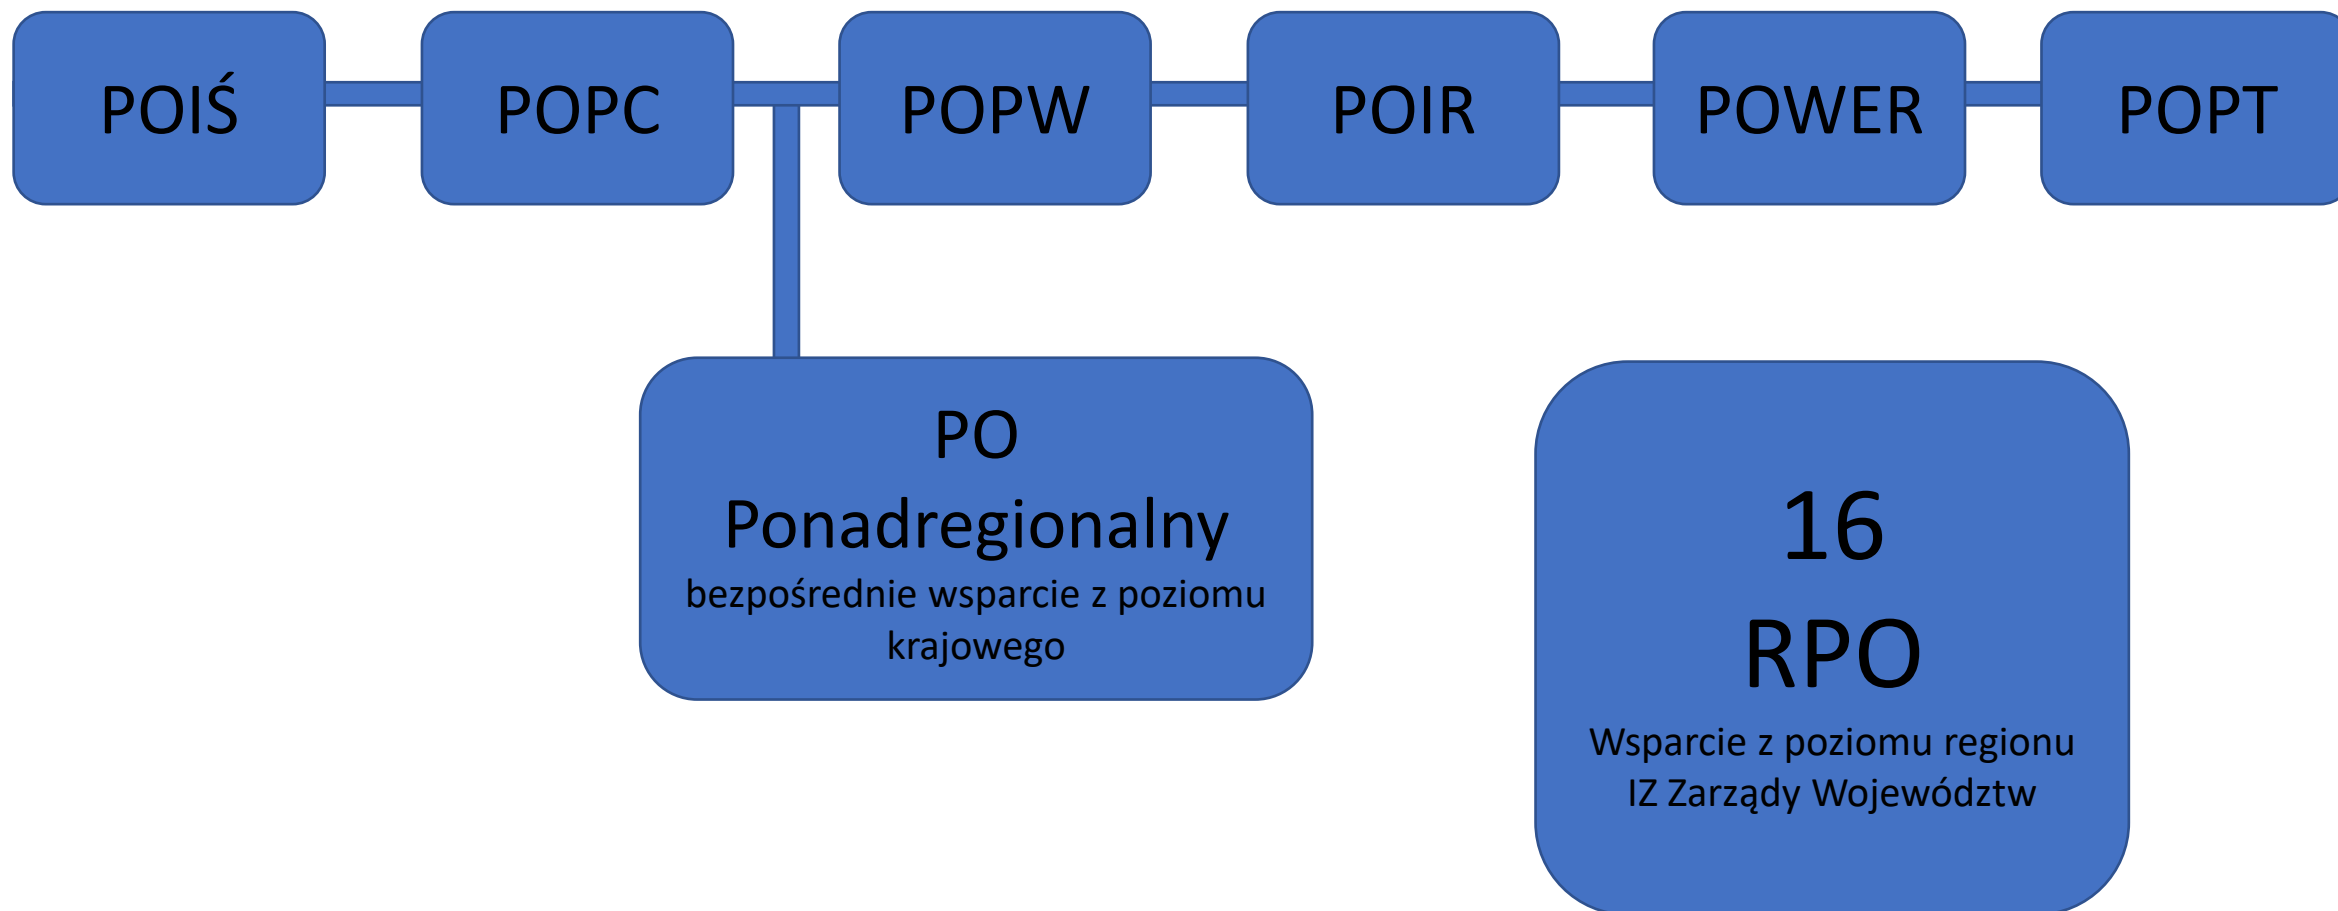 POIŚ
POPC
POPW
POIR
POWER
POPT
PO
Ponadregionalny
bezpośrednie wsparcie z poziomu
krajowego
16
RPO
Wsparcie z poziomu regionu
IZ Zarządy Województw